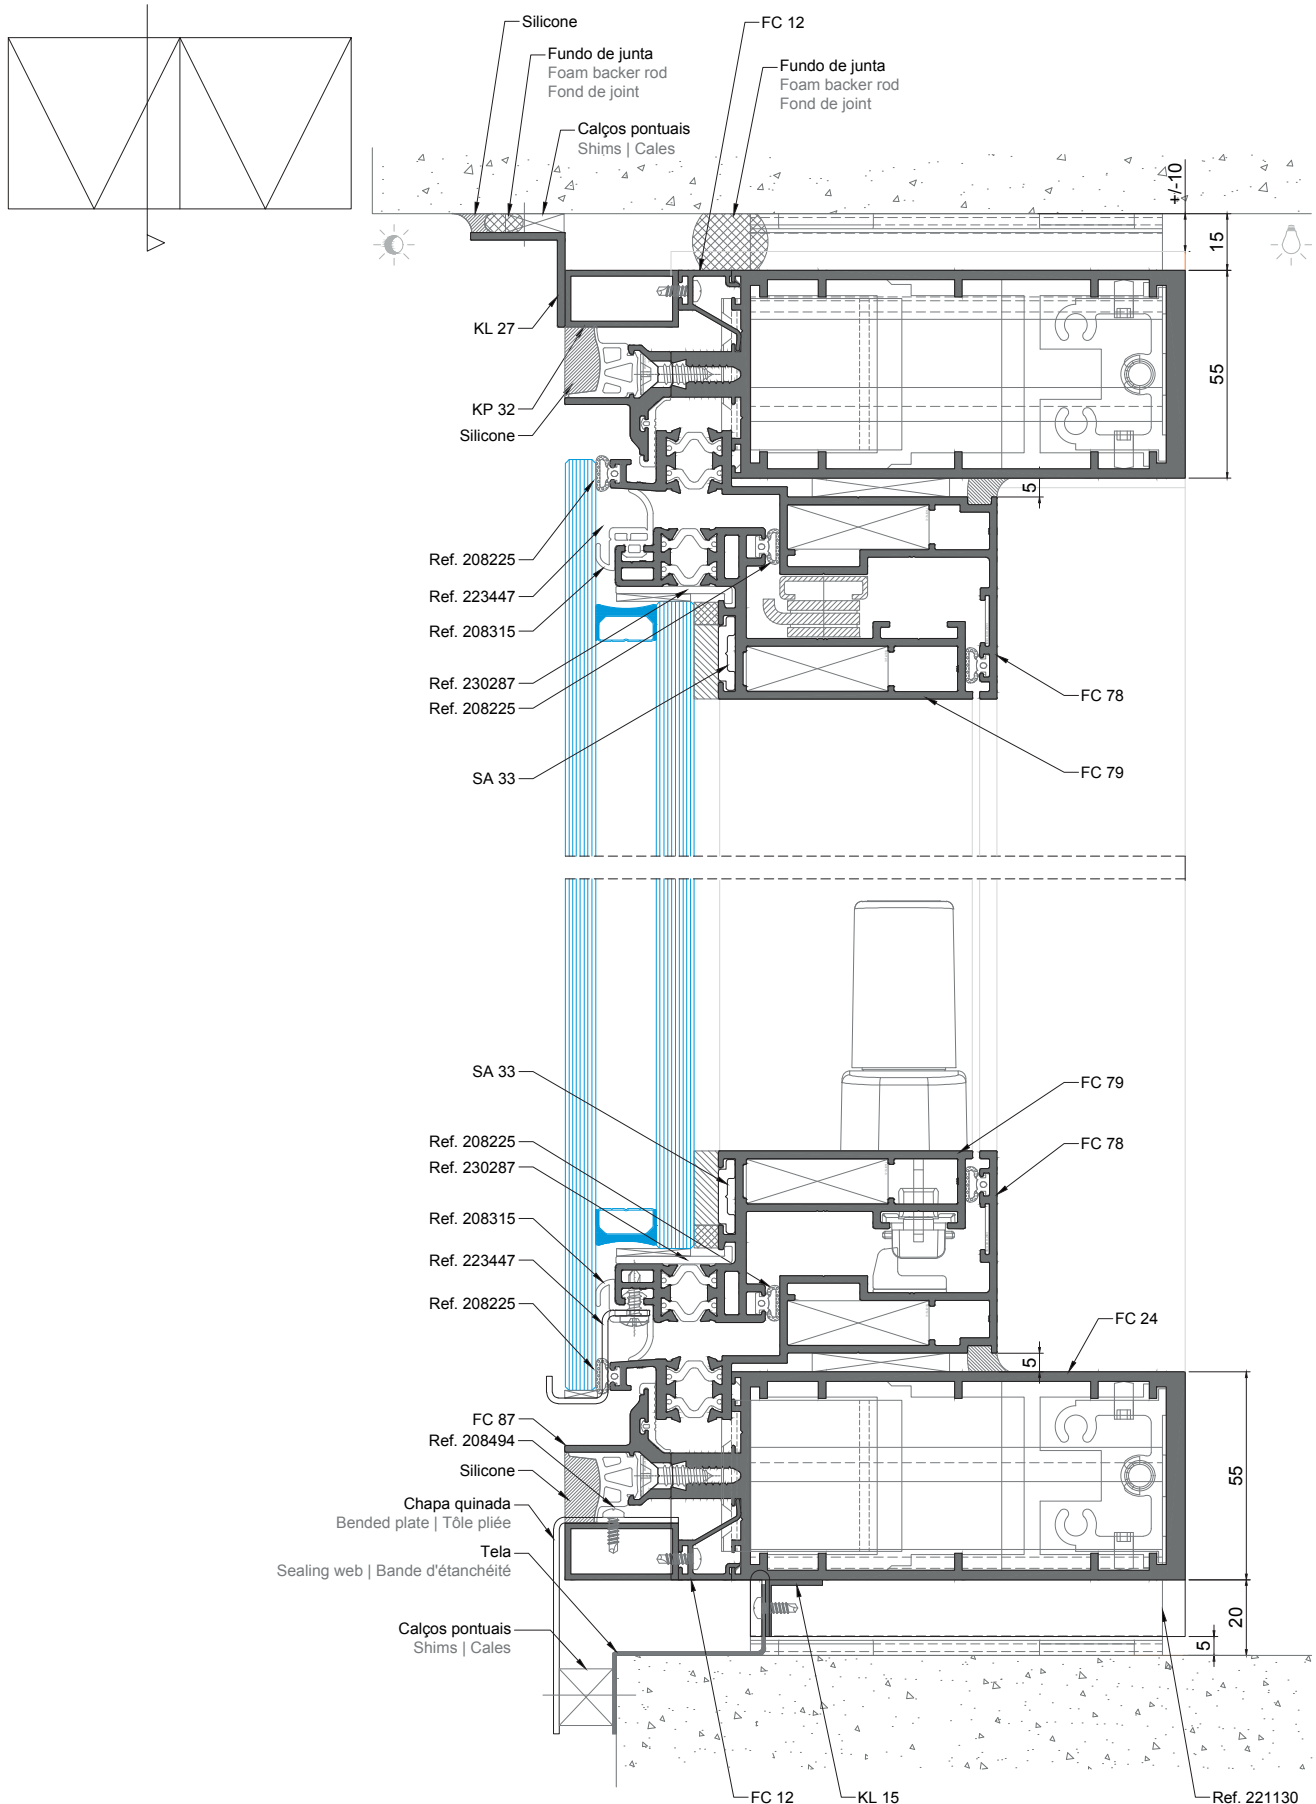 Silicone
FC 12
Fundo de junta
Foam backer rod
Fond de joint
Fundo de junta
Foam backer rod
Fond de joint
Calços pontuais
Shims | Cales
+/-10
15
KL 27
55
KP 32
Silicone
5
Ref. 208225
Ref. 223447
Ref. 208315
Ref. 230287
Ref. 208225
FC 78
SA 33
FC 79
SA 33
FC 79
Ref. 208225
FC 78
Ref. 230287
Ref. 208315
Ref. 223447
Ref. 208225
FC 24
5
FC 87
Ref. 208494
Silicone
55
Chapa quinada
Bended plate | Tôle pliée
Tela
Sealing web | Bande d'étanchéité
Calços pontuais
Shims | Cales
20
5
FC 12
KL 15
Ref. 221130